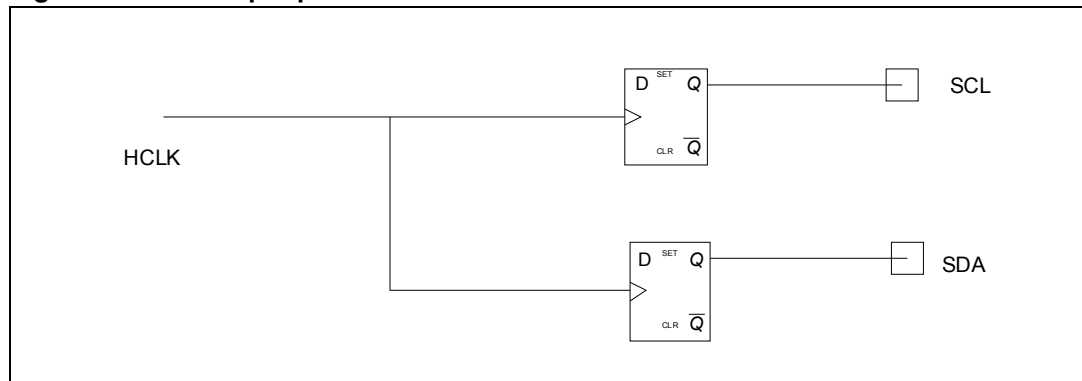 HCLK
D SET Q
CLR Q̅
SCL
D SET Q
CLR Q̅
SDA